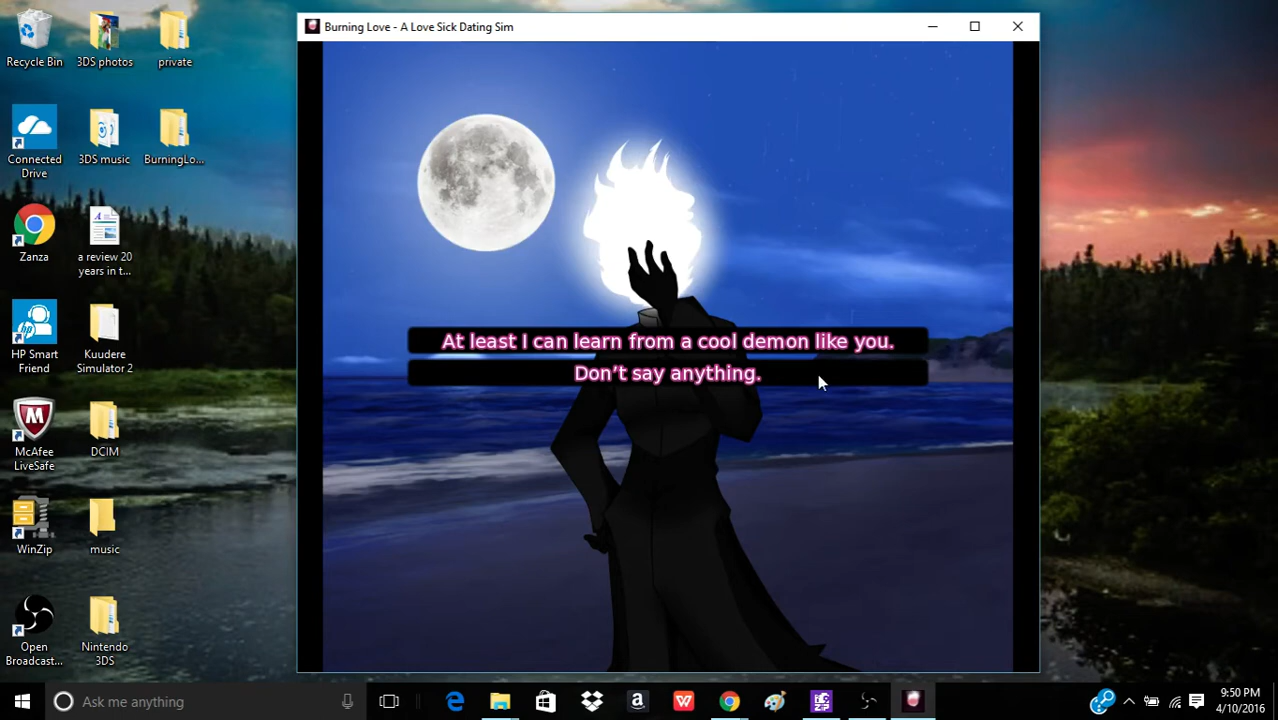 Burning Love - A Love Sick Dating Sim
Recycle Bin
3DS photos
private
Connected
Drive
3DS music
BurningLo...
Zanza
a review 20
years in t...
HP Smart
Friend
Kuudere
Simulator 2
McAfee
LiveSafe
DCIM
WinZip
music
Open
Broadcast...
Nintendo
3DS
At least I can learn from a cool demon like you.
Don't say anything.
Ask me anything
9:50 PM
4/10/2016